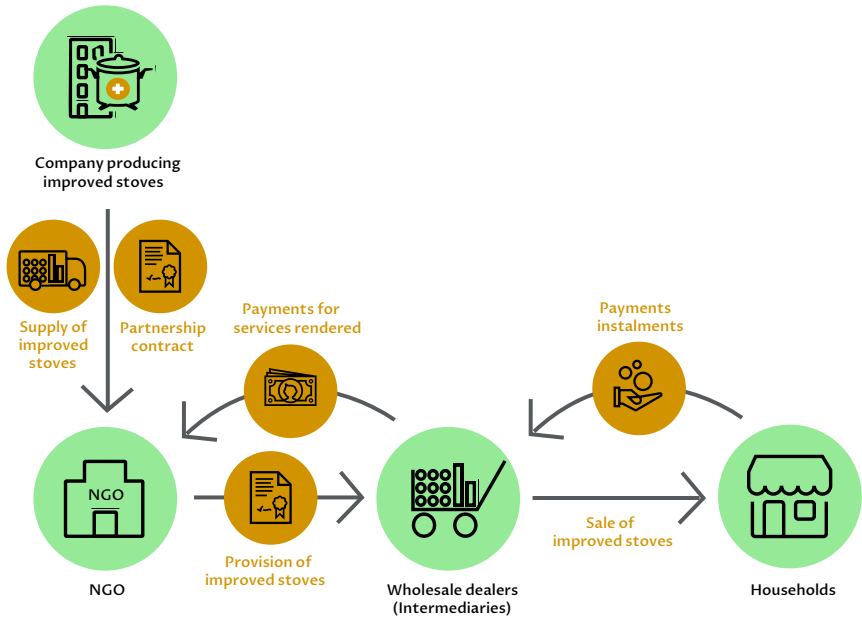 Company producing
improved stoves
Supply of
improved
stoves
Partnership
contract
Payments for
services rendered
Payments
instalments
NGO
Provision of
improved stoves
Sale of
improved stoves
NGO
Wholesale dealers
(Intermediaries)
Households